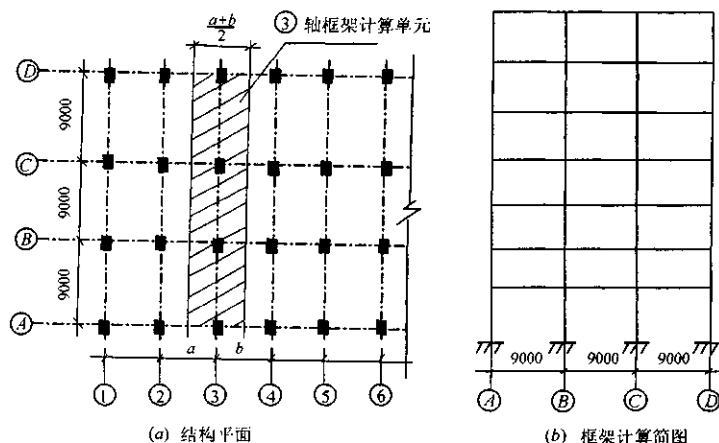 a+b
2
③ 轴框架计算单元
D
C
B
A
9000
9000
9000
a b
① ② ③ ④ ⑤ ⑥
(a) 结构平面
9000 9000 9000
A B C D
(b) 框架计算简图